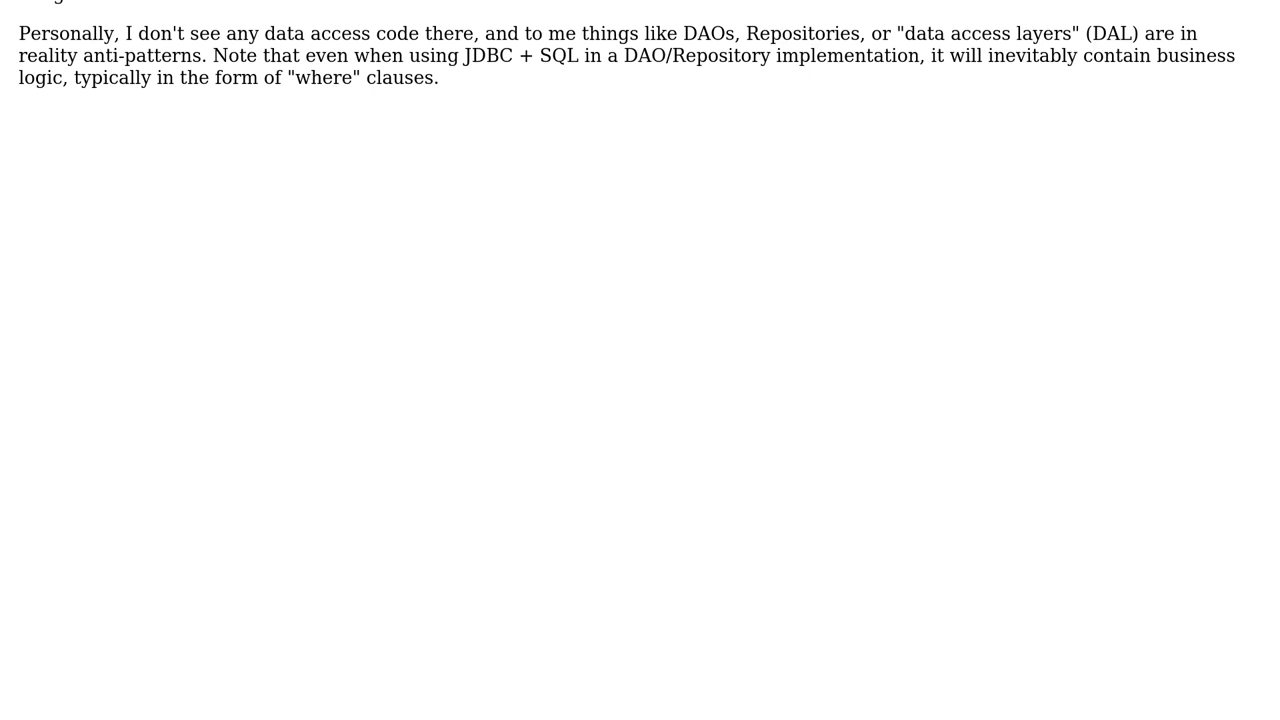 Personally, I don't see any data access code there, and to me things like DAOs, Repositories, or "data access layers" (DAL) are in
reality anti-patterns. Note that even when using JDBC + SQL in a DAO/Repository implementation, it will inevitably contain business
logic, typically in the form of "where" clauses.